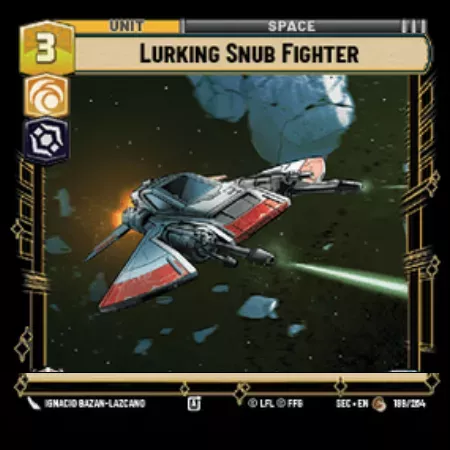 UNIT SPACE
3 LURKING SNUB FIGHTER
IGNACIO BAZAN-LAZCANO Ⓒ LFL Ⓟ FFG SEC • EN 189/264